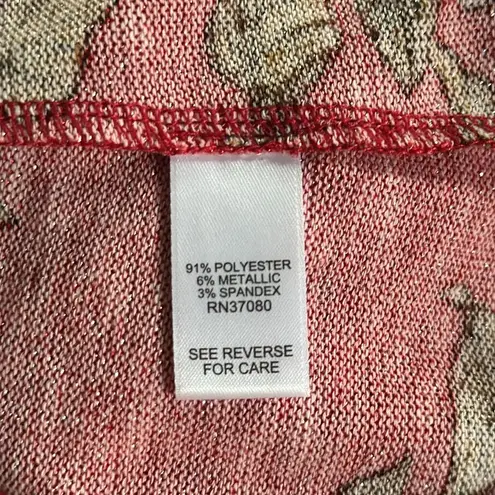 91% POLYESTER
6% METALLIC
3% SPANDEX
RN37080
SEE REVERSE
FOR CARE